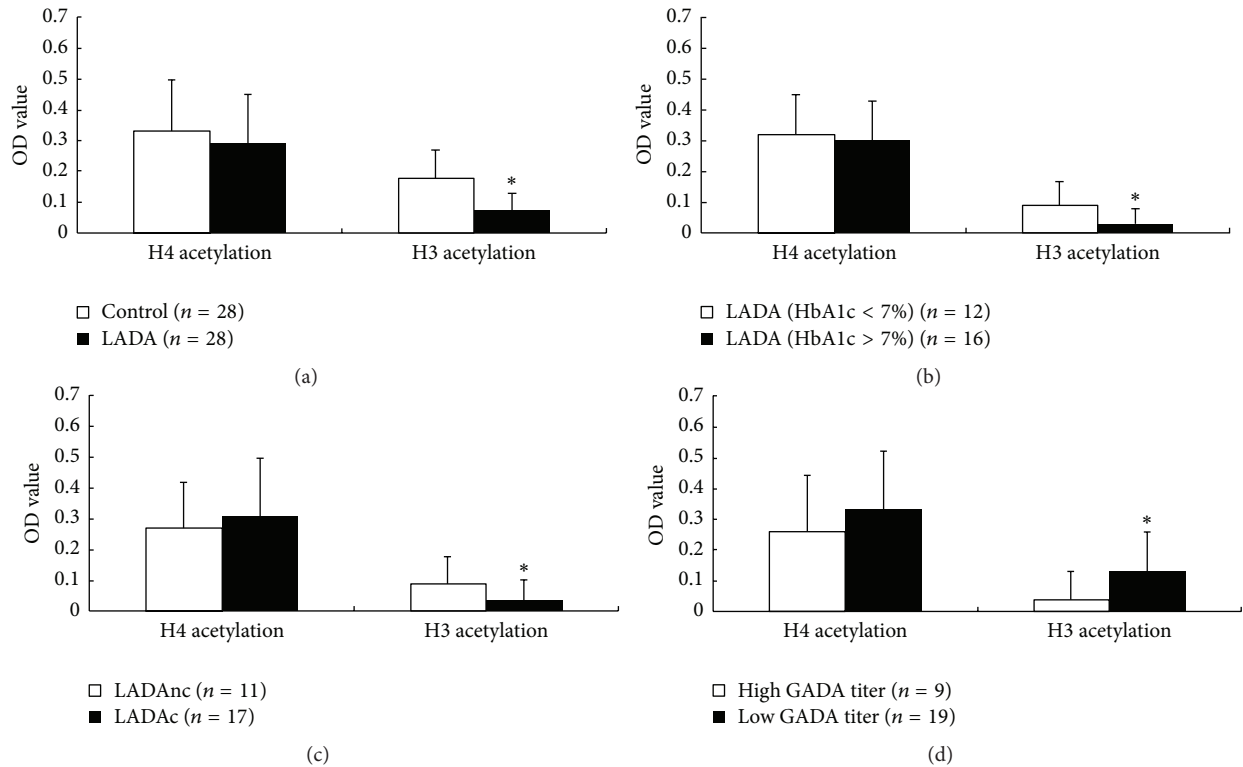 0.7
0.6
0.5
0.4
0.3
0.2
0.1
0
OD value
*
H4 acetylation H3 acetylation
Control (n = 28)
LADA (n = 28)
(a)
0.7
0.6
0.5
0.4
0.3
0.2
0.1
0
OD value
*
H4 acetylation H3 acetylation
LADA (HbA1c < 7%) (n = 12)
LADA (HbA1c > 7%) (n = 16)
(b)
0.7
0.6
0.5
0.4
0.3
0.2
0.1
0
OD value
*
H4 acetylation H3 acetylation
LADAnc (n = 11)
LADAc (n = 17)
(c)
0.7
0.6
0.5
0.4
0.3
0.2
0.1
0
OD value
*
H4 acetylation H3 acetylation
High GADA titer (n = 9)
Low GADA titer (n = 19)
(d)